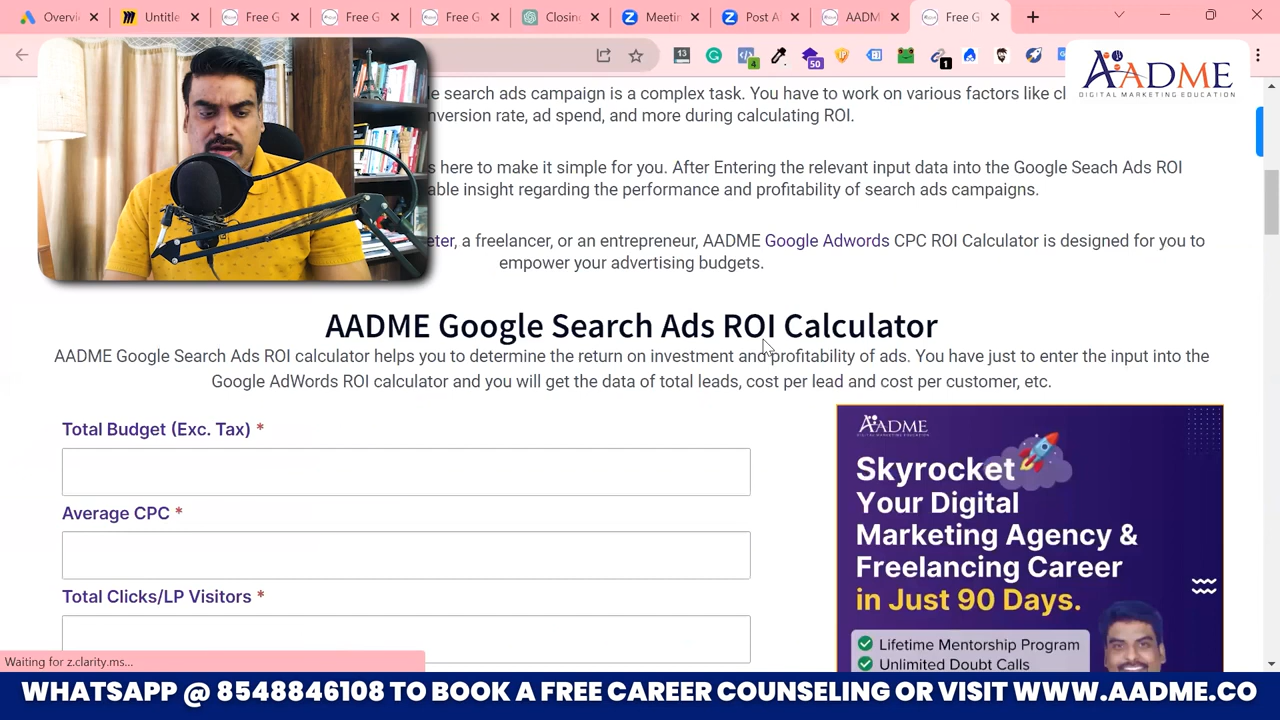 Overvi
Untitle
Free G
Free G
Free G
Closin
Meetin
Post A
AADM
Free G
13
4
50
1
AADME
DIGITAL MARKETING EDUCATION
e search ads campaign is a complex task. You have to work on various factors like cl
nversion rate, ad spend, and more during calculating ROI.
s here to make it simple for you. After Entering the relevant input data into the Google Search Ads ROI
able insight regarding the performance and profitability of search ads campaigns.
eter, a freelancer, or an entrepreneur, AADME Google Adwords CPC ROI Calculator is designed for you to
empower your advertising budgets.
AADME Google Search Ads ROI Calculator
AADME Google Search Ads ROI calculator helps you to determine the return on investment and profitability of ads. You have just to enter the input into the
Google AdWords ROI calculator and you will get the data of total leads, cost per lead and cost per customer, etc.
Total Budget (Exc. Tax) *
Average CPC *
Total Clicks/LP Visitors *
AADME
Skyrocket
Your Digital
Marketing Agency &
Freelancing Career
in Just 90 Days.
Lifetime Mentorship Program
Unlimited Doubt Calls
Waiting for z.clarity.ms...
WHATSAPP @ 8548846108 TO BOOK A FREE CAREER COUNSELING OR VISIT WWW.AADME.CO